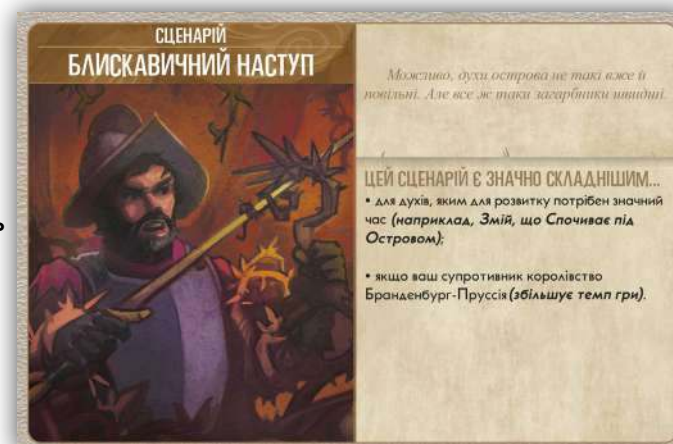 СЦЕНАРІЙ
БЛИСКАВИЧНИЙ НАСТУП
Можливо, духи острова не такі вже й
повільні. Але все ж таки загарбники швидші.
ЦЕЙ СЦЕНАРІЙ Є ЗНАЧНО СКЛАДНІШИМ...
• для духів, яким для розвитку потрібен значний
час (наприклад, Змій, що Спочиває під
Островом);
• якщо ваш супротивник королівство
Бранденбург-Пруссія (збільшує темп гри).